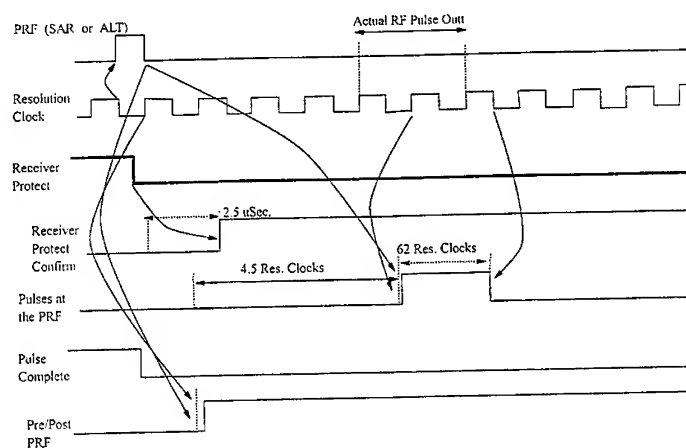 Actual RF Pulse Outt
PRF (SAR or ALT)
Resolution
Clock
Receiver
Protect
2.5 uSec.
Receiver
Protect
Confirm
62 Res. Clocks
4.5 Res. Clocks
Pulses at
the PRF
Pulse
Complete
Pre/Post
PRF